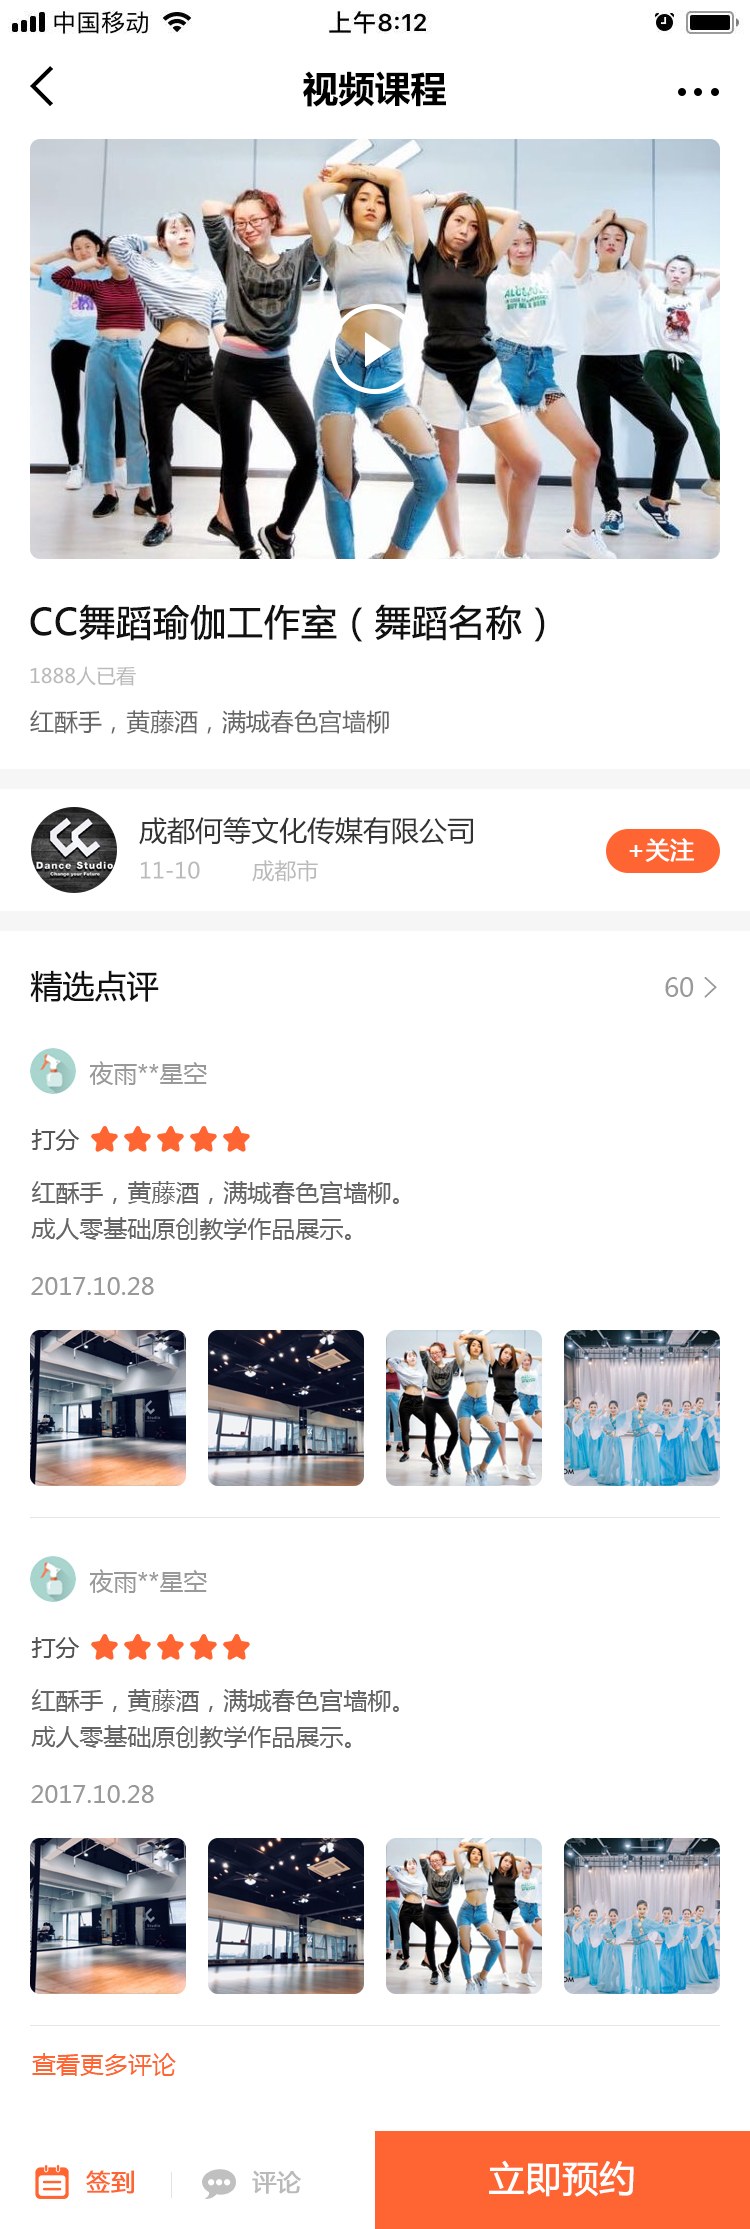 中国移动
上午8:12
视频课程
CC舞蹈瑜伽工作室（舞蹈名称）
1888人已看
红酥手，黄藤酒，满城春色宫墙柳
Dance Studio
Change your Future
成都何等文化传媒有限公司
11-10 成都市
+关注
精选点评
60
夜雨**星空
打分
红酥手，黄藤酒，满城春色宫墙柳。
成人零基础原创教学作品展示。
2017.10.28
夜雨**星空
打分
红酥手，黄藤酒，满城春色宫墙柳。
成人零基础原创教学作品展示。
2017.10.28
查看更多评论
签到
评论
立即预约